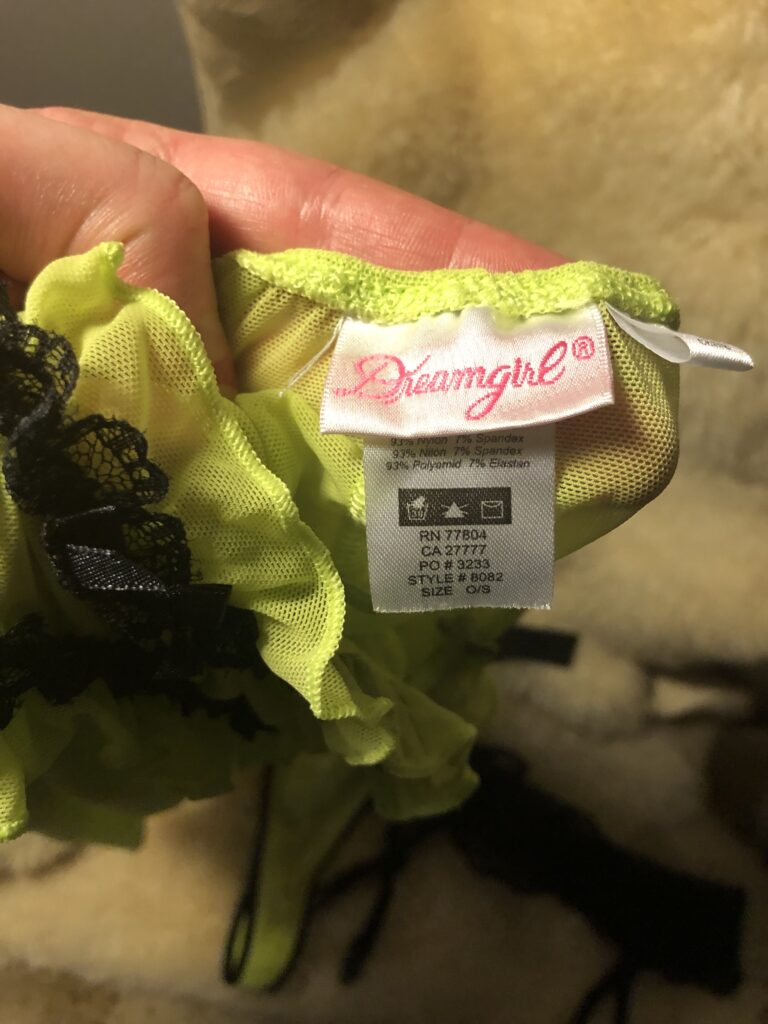 Dreamgirl®
93% Nylon 7% Spandex
93% Nilon 7% Spandex
93% Polyamid 7% Elastan
RN 77804
CA 27777
PO # 3233
STYLE # 8082
SIZE O/S